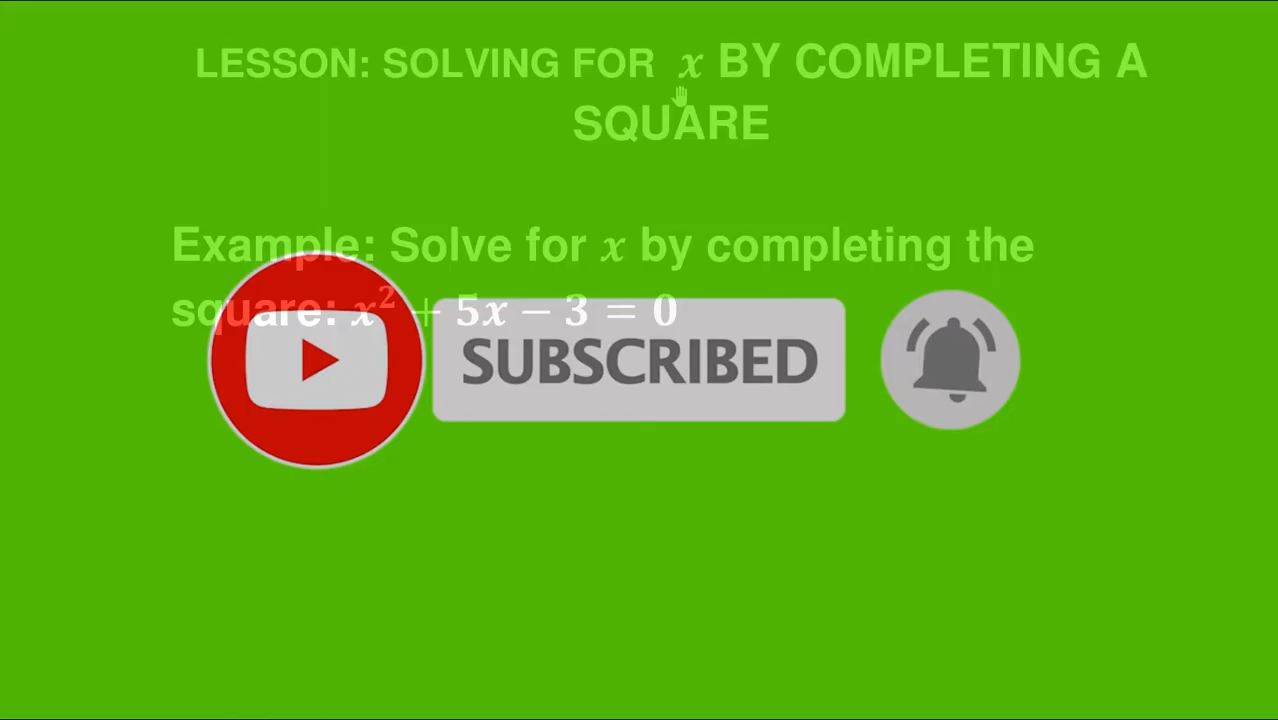 LESSON: SOLVING FOR x BY COMPLETING A
SQUARE
Example: Solve for x by completing the
square: x² + 5x − 3 = 0
SUBSCRIBED